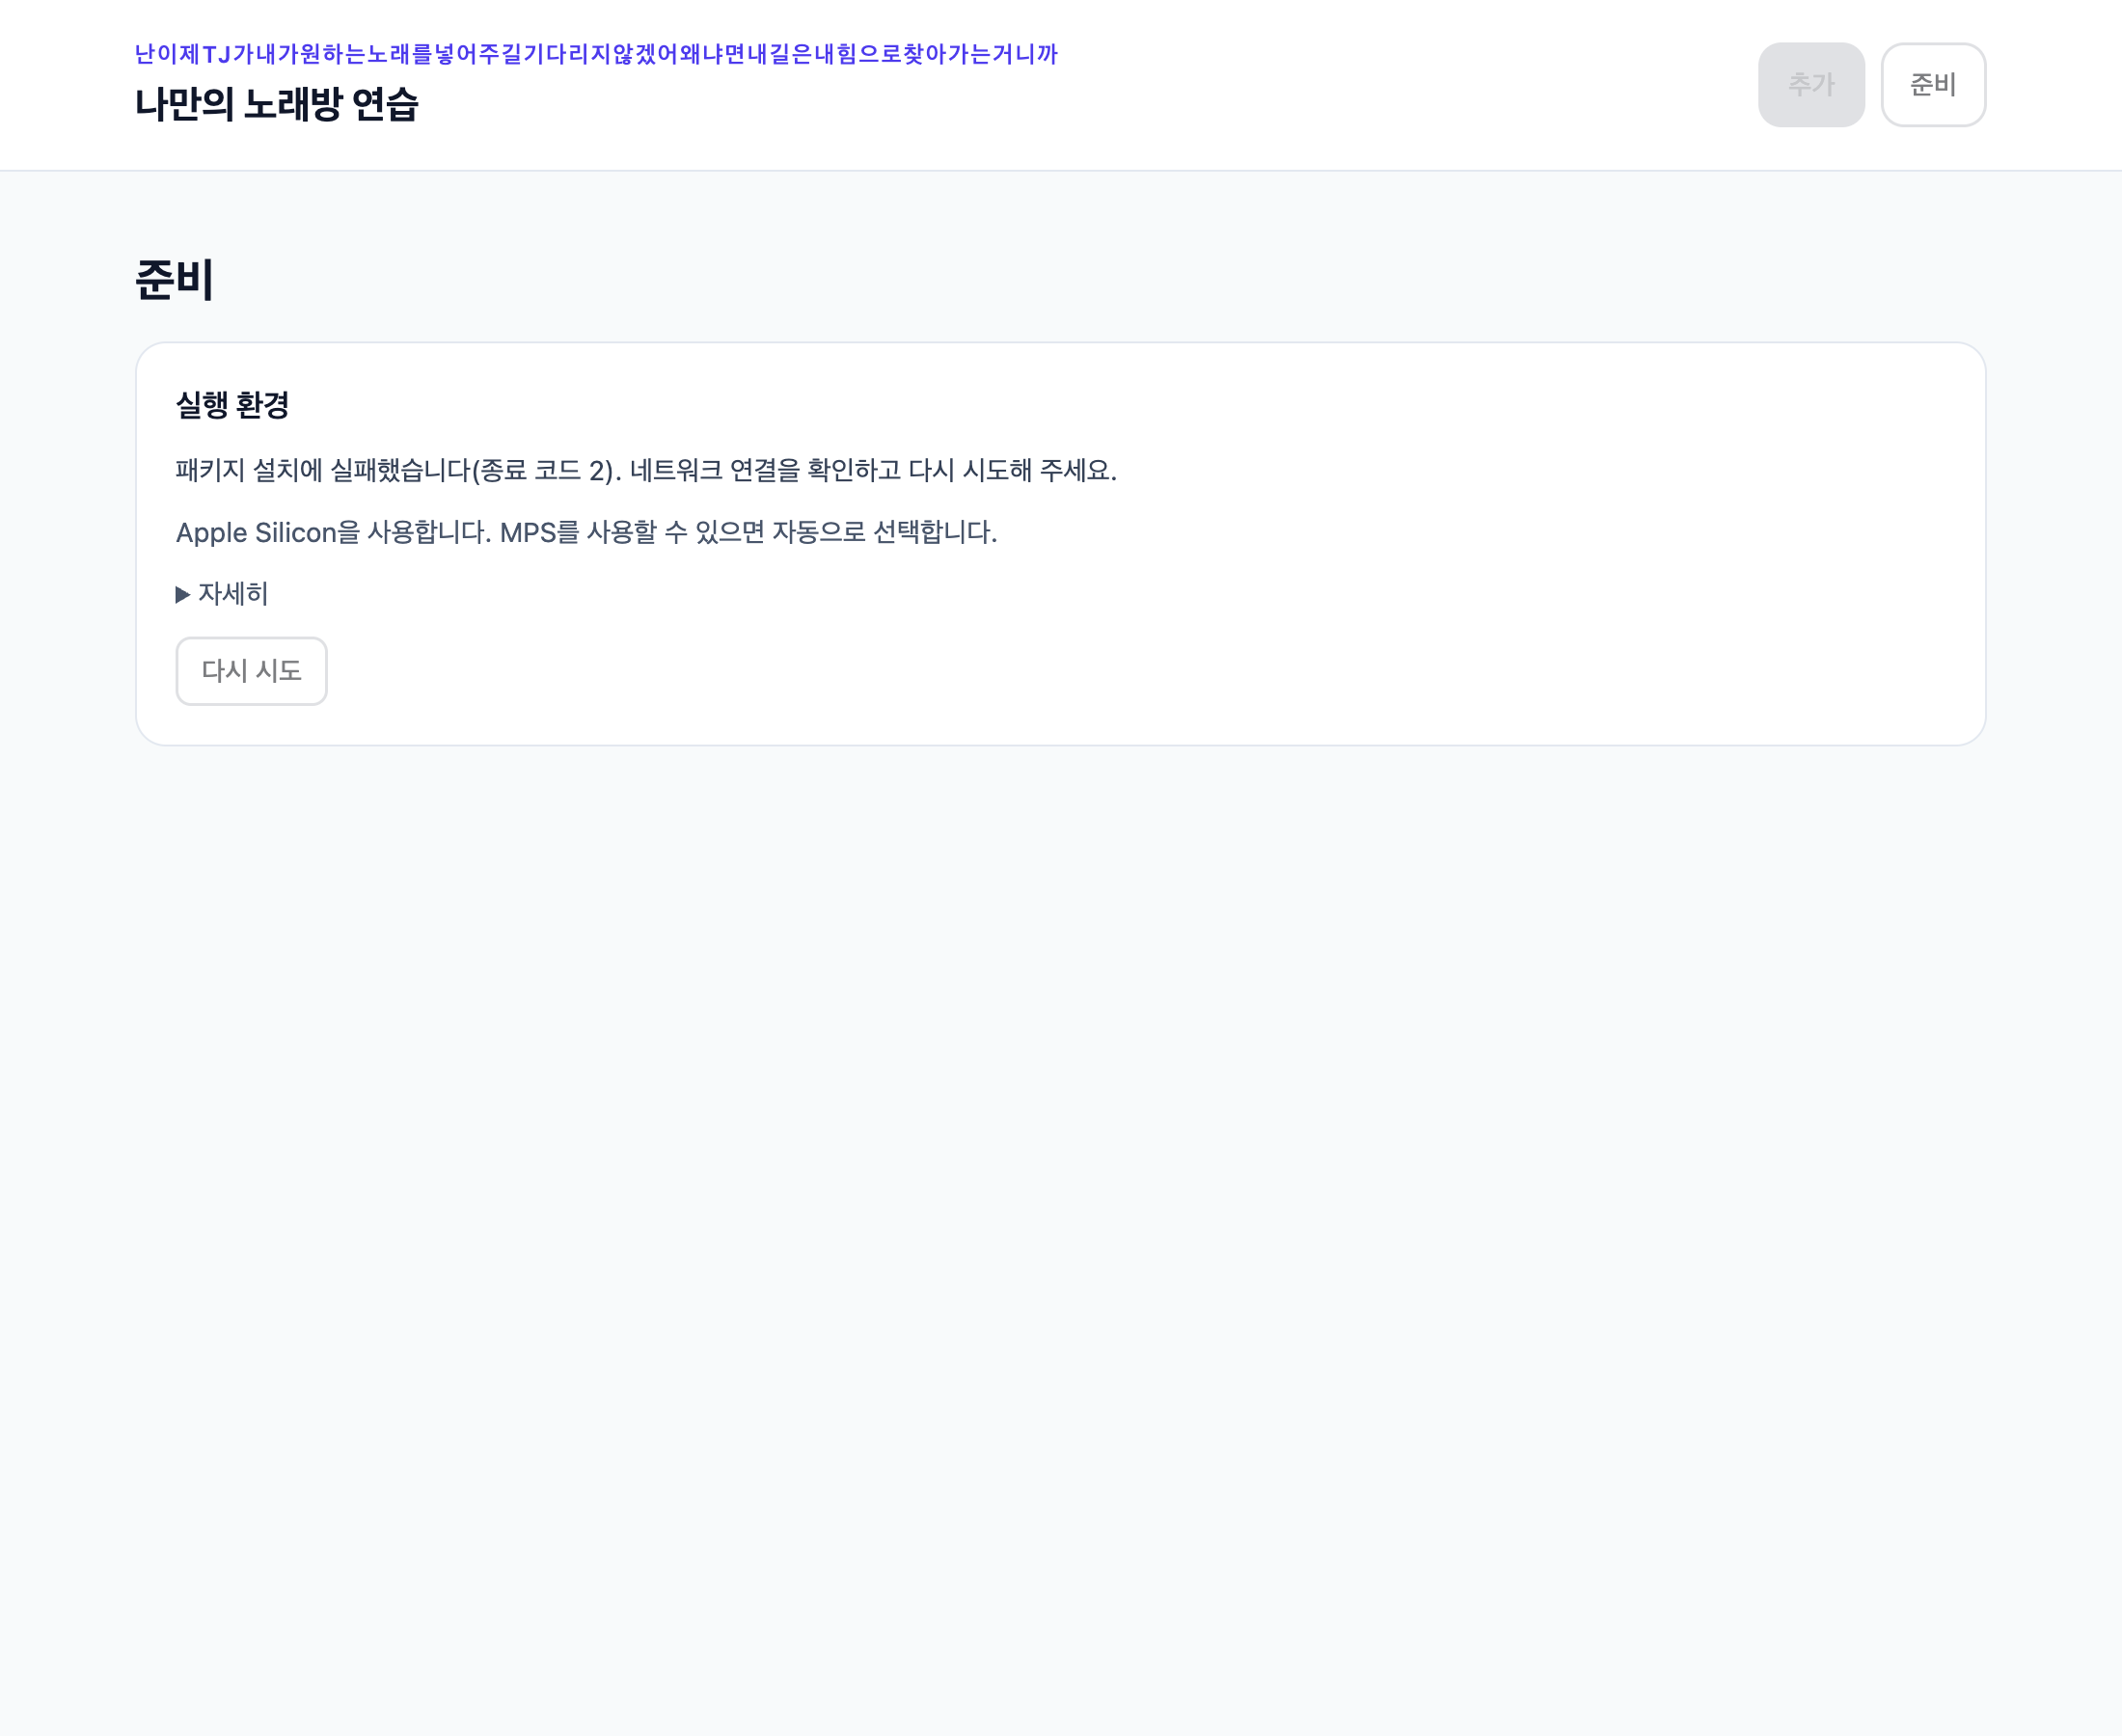 난이제TJ가내가원하는노래를넣어주길기다리지않겠어왜냐면내길은내힘으로찾아가는거니까
나만의 노래방 연습
추가
준비
준비
실행 환경
패키지 설치에 실패했습니다(종료 코드 2). 네트워크 연결을 확인하고 다시 시도해 주세요.
Apple Silicon을 사용합니다. MPS를 사용할 수 있으면 자동으로 선택합니다.
▶ 자세히
다시 시도